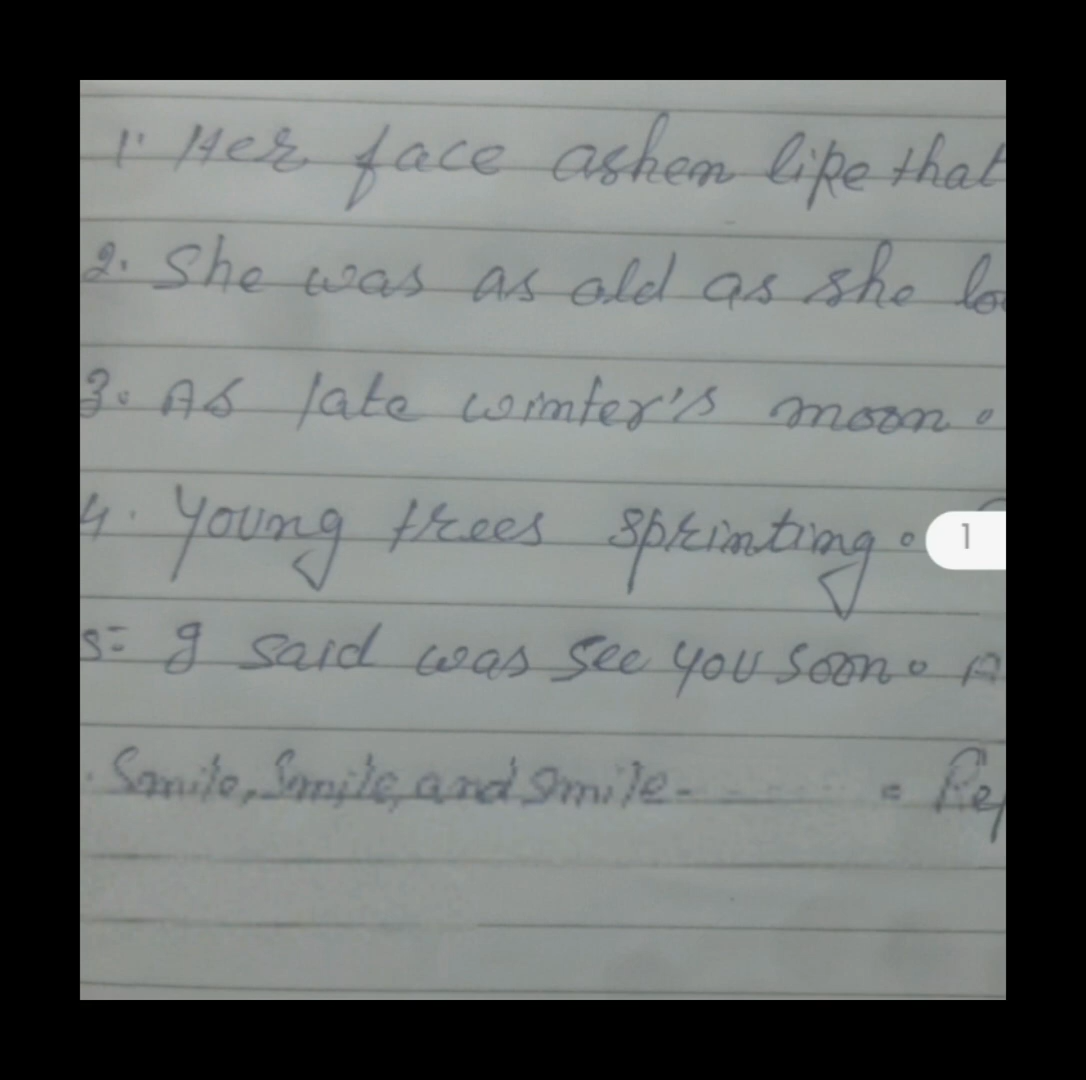 1. Her face ashen like that
2. She was as old as she
3. As late winter's moon.
4. Young trees sprinting. 1
5= I said was see you soon.
Smile, Smile, and Smile-